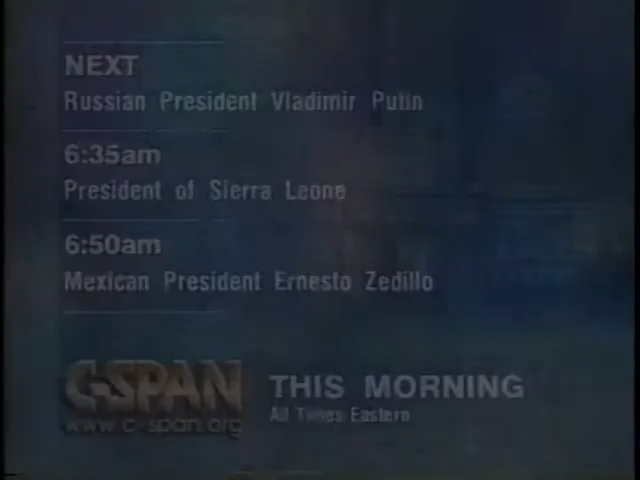 NEXT
Russian President Vladimir Putin
6:35am
President of Sierra Leone
6:50am
Mexican President Ernesto Zedillo
C-SPAN THIS MORNING
www.c-span.org All Times Eastern